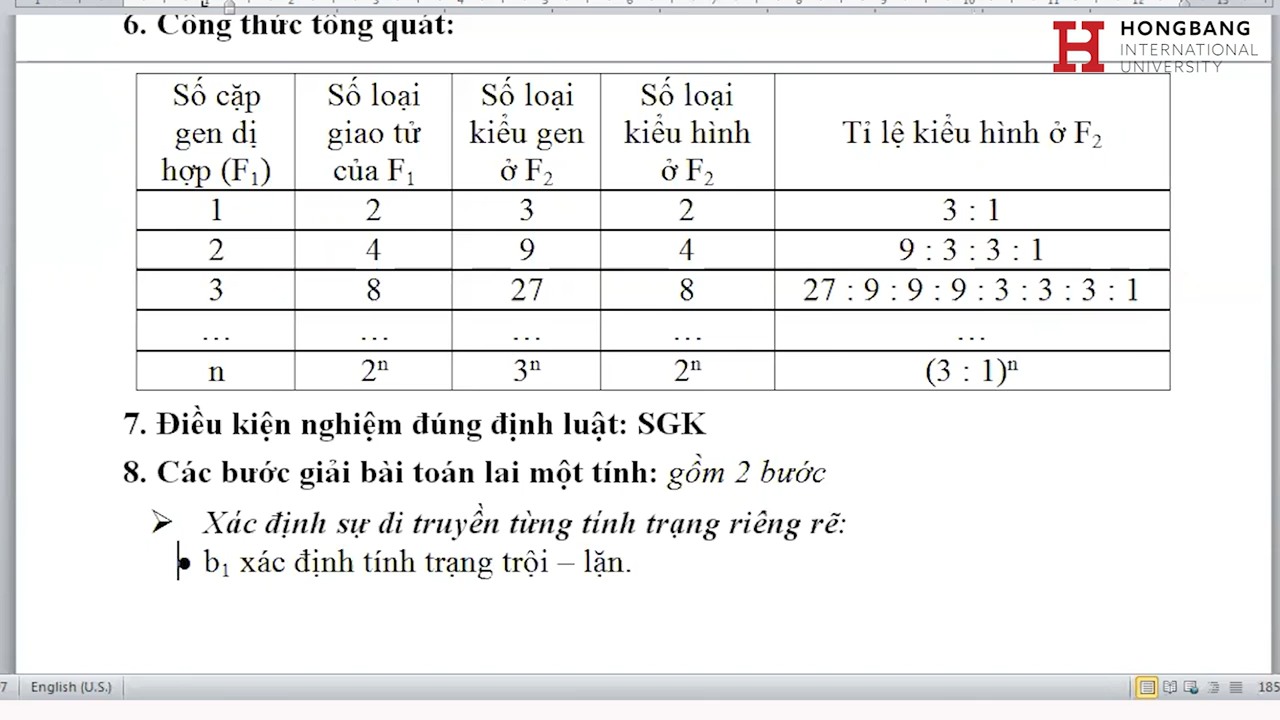 6. Công thức tổng quát:
HONGBANG
INTERNATIONAL
UNIVERSITY
Số cặp gen dị hợp (F₁) Số loại giao tử của F₁ Số loại kiểu gen ở F₂ Số loại kiểu hình ở F₂ Tỉ lệ kiểu hình ở F₂
1 2 3 2 3 : 1
2 4 9 4 9 : 3 : 3 : 1
3 8 27 8 27 : 9 : 9 : 9 : 3 : 3 : 3 : 1
… … … … …
n 2ⁿ 3ⁿ 2ⁿ (3 : 1)ⁿ
7. Điều kiện nghiệm đúng định luật: SGK
8. Các bước giải bài toán lai một tính: gồm 2 bước
➢ Xác định sự di truyền từng tính trạng riêng rẽ:
• b₁ xác định tính trạng trội – lặn.
English (U.S.)